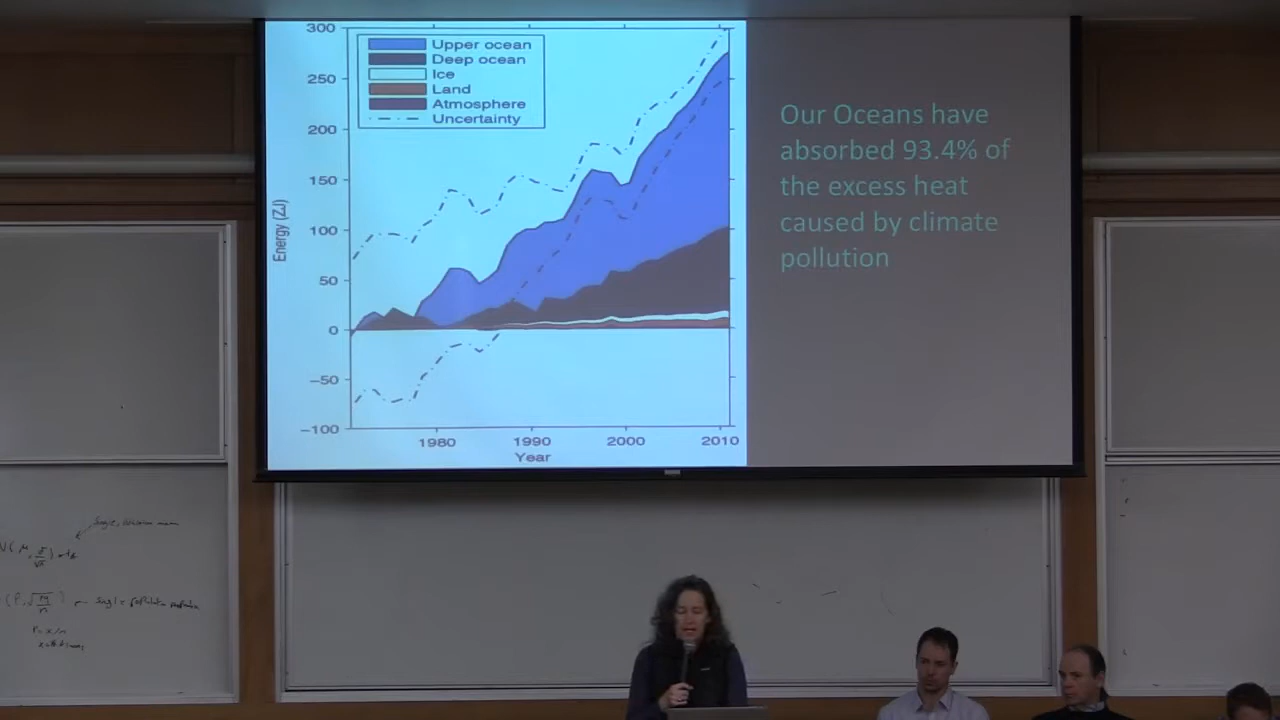 300
250
200
150
100
50
0
−50
−100
Energy (ZJ)
Upper ocean
Deep ocean
Ice
Land
Atmosphere
Uncertainty
1980 1990 2000 2010
Year
Our Oceans have
absorbed 93.4% of
the excess heat
caused by climate
pollution